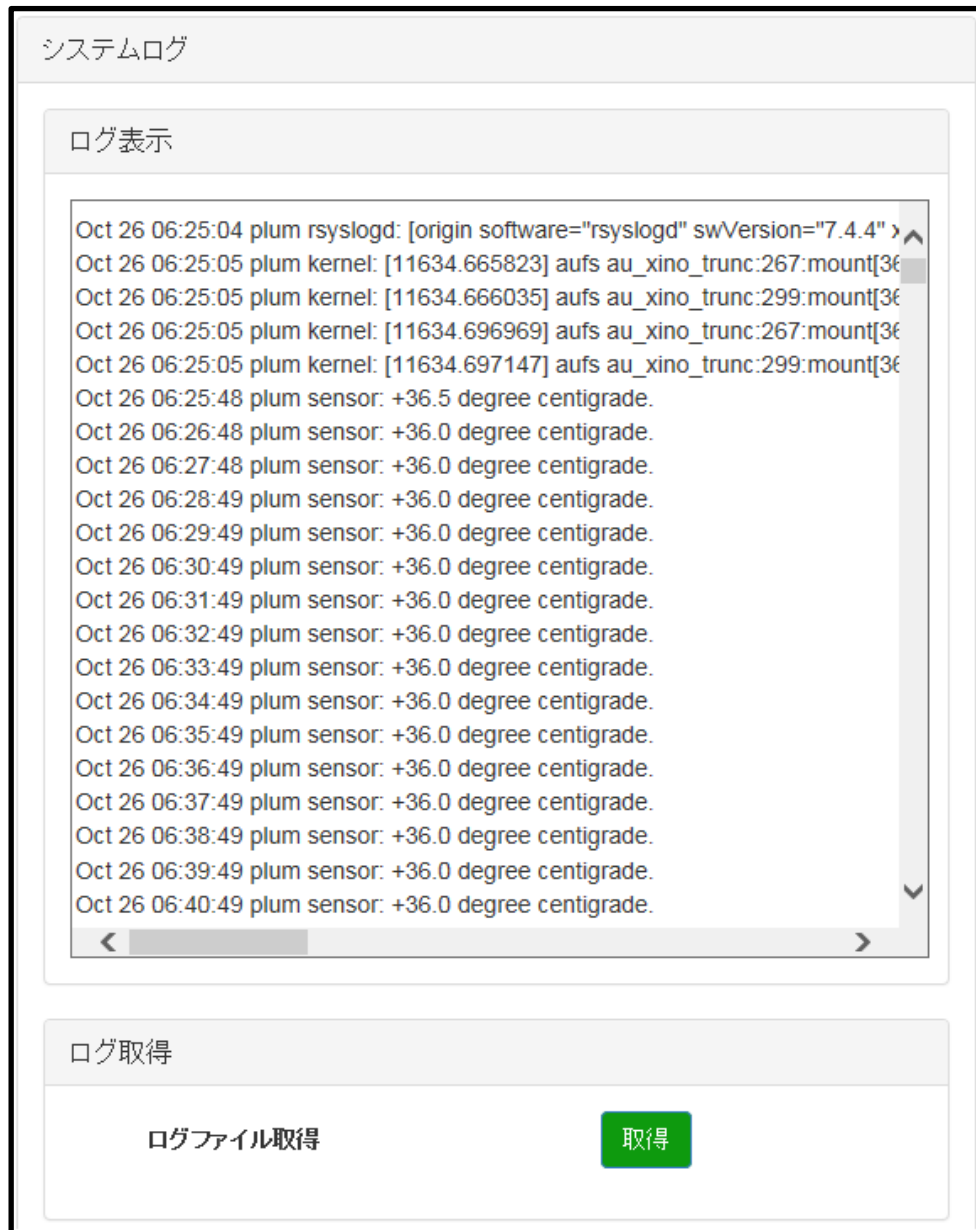 システムログ
ログ表示
Oct 26 06:25:04 plum rsyslogd: [origin software="rsyslogd" swVersion="7.4.4" x
Oct 26 06:25:05 plum kernel: [11634.665823] aufs au_xino_trunc:267:mount[36
Oct 26 06:25:05 plum kernel: [11634.666035] aufs au_xino_trunc:299:mount[36
Oct 26 06:25:05 plum kernel: [11634.696969] aufs au_xino_trunc:267:mount[36
Oct 26 06:25:05 plum kernel: [11634.697147] aufs au_xino_trunc:299:mount[36
Oct 26 06:25:48 plum sensor: +36.5 degree centigrade.
Oct 26 06:26:48 plum sensor: +36.0 degree centigrade.
Oct 26 06:27:48 plum sensor: +36.0 degree centigrade.
Oct 26 06:28:49 plum sensor: +36.0 degree centigrade.
Oct 26 06:29:49 plum sensor: +36.0 degree centigrade.
Oct 26 06:30:49 plum sensor: +36.0 degree centigrade.
Oct 26 06:31:49 plum sensor: +36.0 degree centigrade.
Oct 26 06:32:49 plum sensor: +36.0 degree centigrade.
Oct 26 06:33:49 plum sensor: +36.0 degree centigrade.
Oct 26 06:34:49 plum sensor: +36.0 degree centigrade.
Oct 26 06:35:49 plum sensor: +36.0 degree centigrade.
Oct 26 06:36:49 plum sensor: +36.0 degree centigrade.
Oct 26 06:37:49 plum sensor: +36.0 degree centigrade.
Oct 26 06:38:49 plum sensor: +36.0 degree centigrade.
Oct 26 06:39:49 plum sensor: +36.0 degree centigrade.
Oct 26 06:40:49 plum sensor: +36.0 degree centigrade.
ログ取得
ログファイル取得 取得